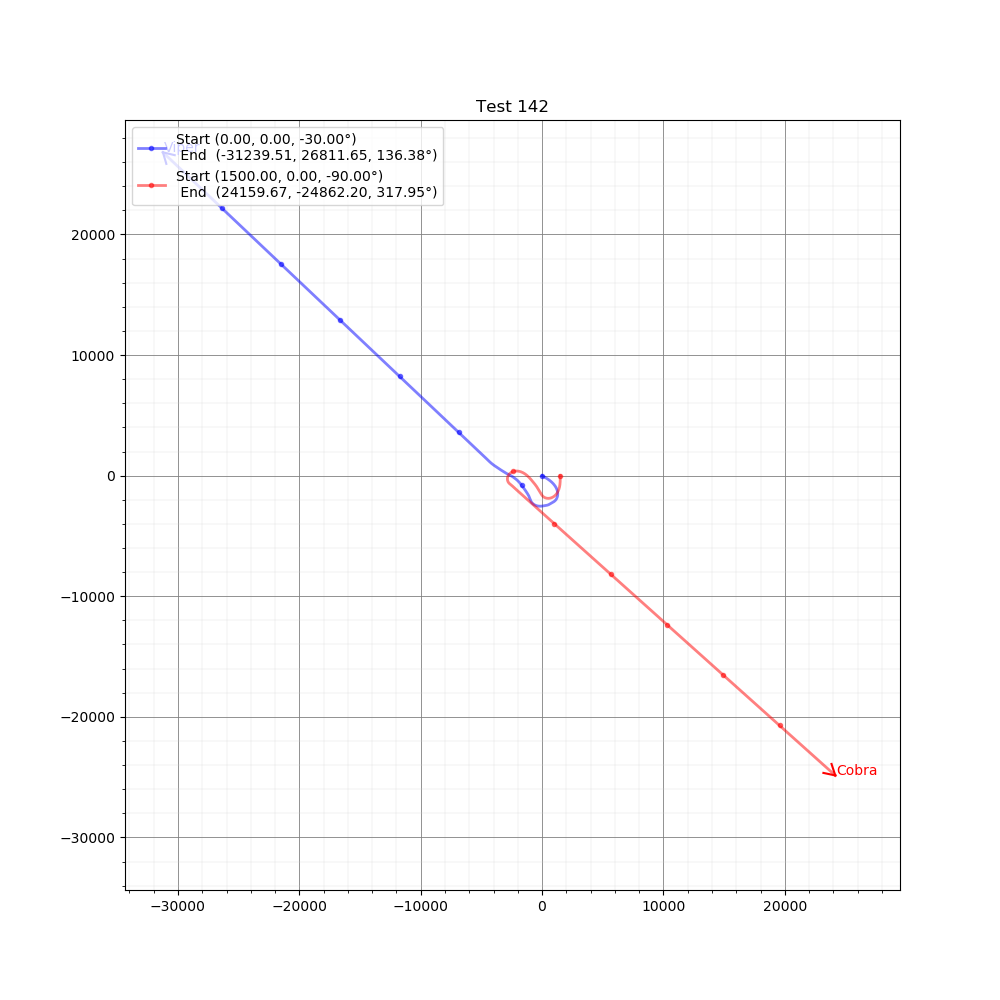 Test 142
Start (0.00, 0.00, -30.00°)
End (-31239.51, 26811.65, 136.38°)
Start (1500.00, 0.00, -90.00°)
End (24159.67, -24862.20, 317.95°)
20000
10000
0
−10000
−20000
−30000
Cobra
−30000
−20000
−10000
0
10000
20000